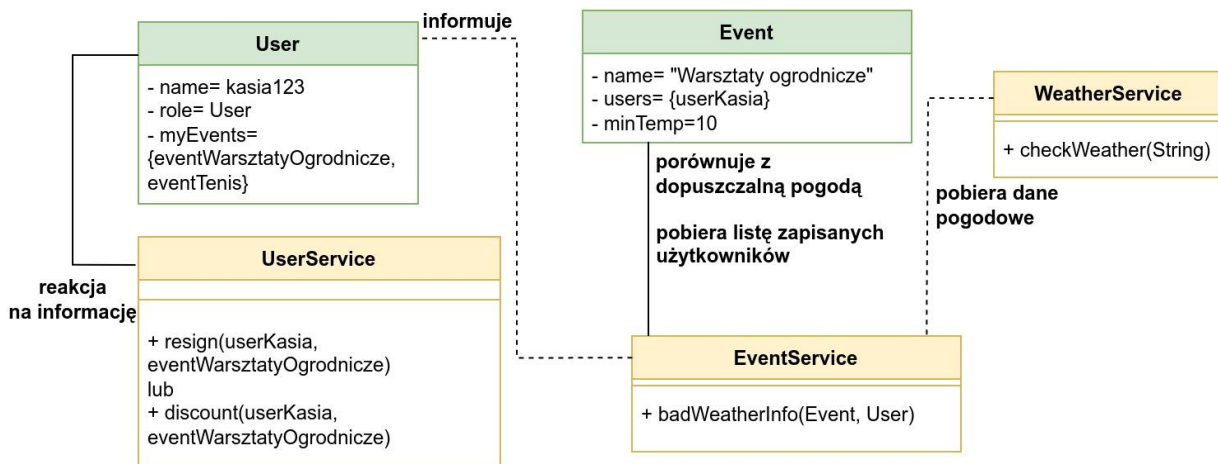 User
- name= kasia123
- role= User
- myEvents=
{eventWarsztatyOgrodnicze,
eventTenis}
informuje
Event
- name= "Warsztaty ogrodnicze"
- users= {userKasia}
- minTemp=10
WeatherService
+ checkWeather(String)
porównuje z
dopuszczalną pogodą
pobiera listę zapisanych
użytkowników
pobiera dane
pogodowe
reakcja
na informację
UserService
+ resign(userKasia,
eventWarsztatyOgrodnicze)
lub
+ discount(userKasia,
eventWarsztatyOgrodnicze)
EventService
+ badWeatherInfo(Event, User)